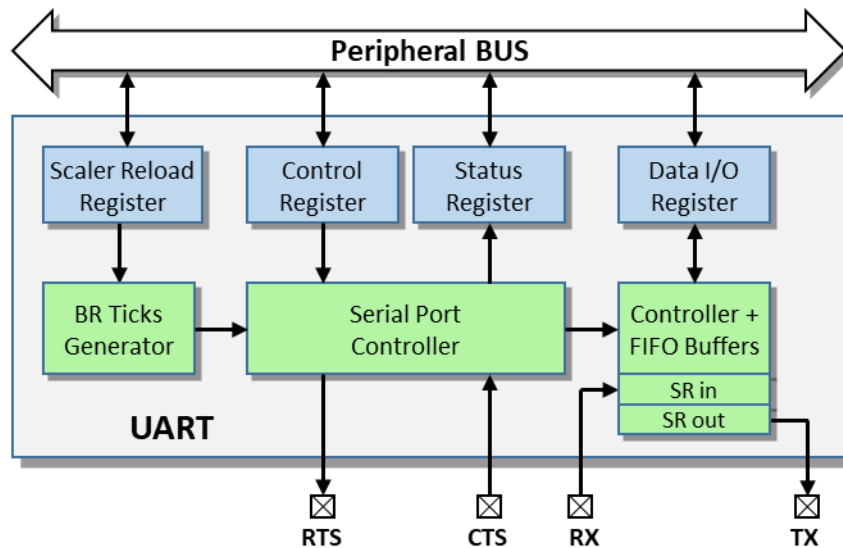 Peripheral BUS
Scaler Reload
Register
Control
Register
Status
Register
Data I/O
Register
BR Ticks
Generator
Serial Port
Controller
Controller +
FIFO Buffers
SR in
SR out
UART
RTS
CTS
RX
TX